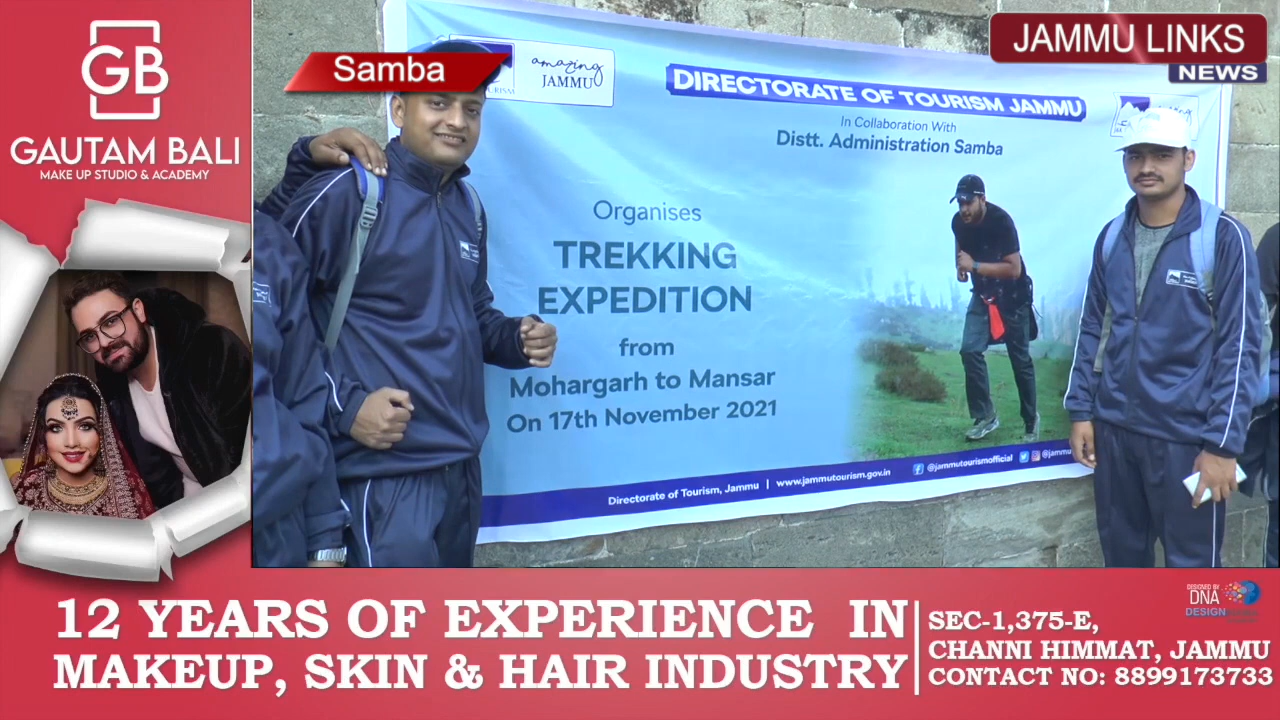 GB
GAUTAM BALI
MAKE UP STUDIO & ACADEMY
Samba
JAMMU LINKS
NEWS
amazing
JAMMU
DIRECTORATE OF TOURISM JAMMU
In Collaboration With
Distt. Administration Samba
Organises
TREKKING
EXPEDITION
from
Mohargarh to Mansar
On 17th November 2021
Directorate of Tourism, Jammu | www.jammutourism.gov.in @jammutourismofficial
12 YEARS OF EXPERIENCE IN
MAKEUP, SKIN & HAIR INDUSTRY
DESIGNED BY
DNA
DESIGN
SEC-1,375-E,
CHANNI HIMMAT, JAMMU
CONTACT NO: 8899173733